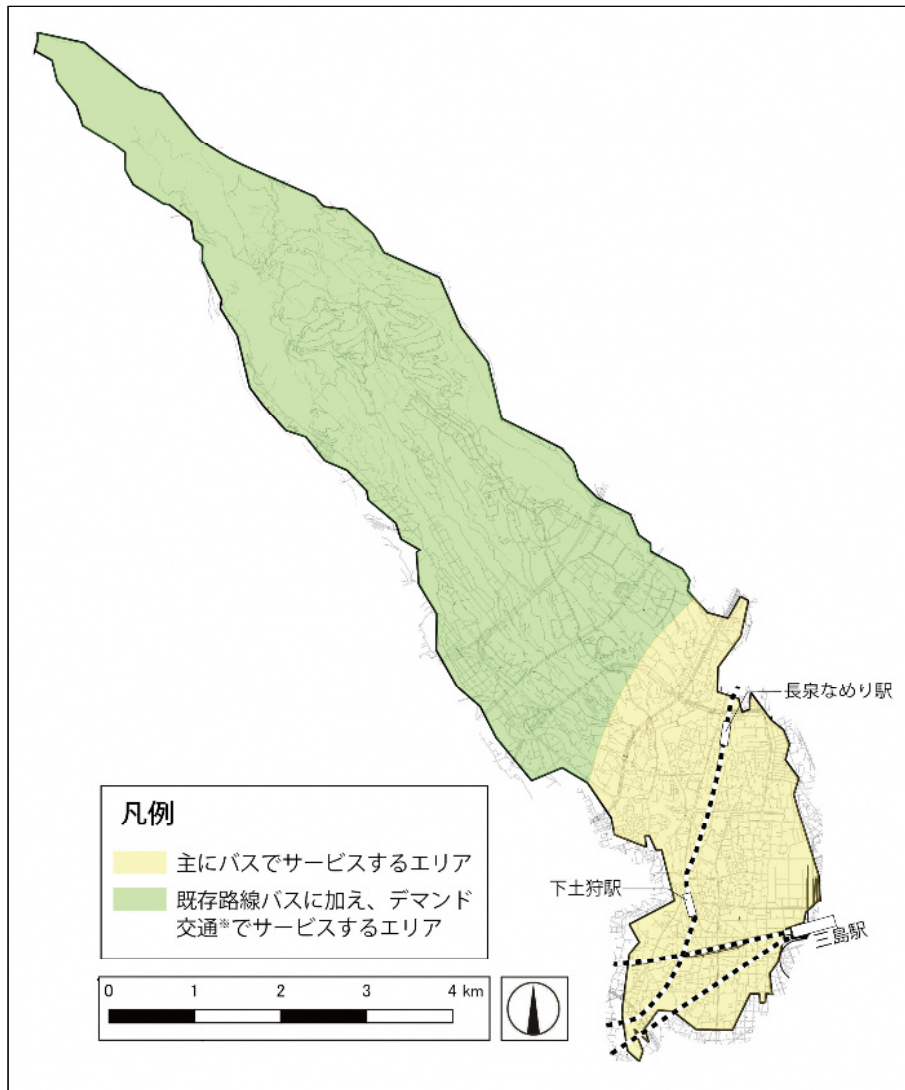 長泉なめり駅
下土狩駅
三島駅
凡例
主にバスでサービスするエリア
既存路線バスに加え、デマンド
交通※でサービスするエリア
0 1 2 3 4 km